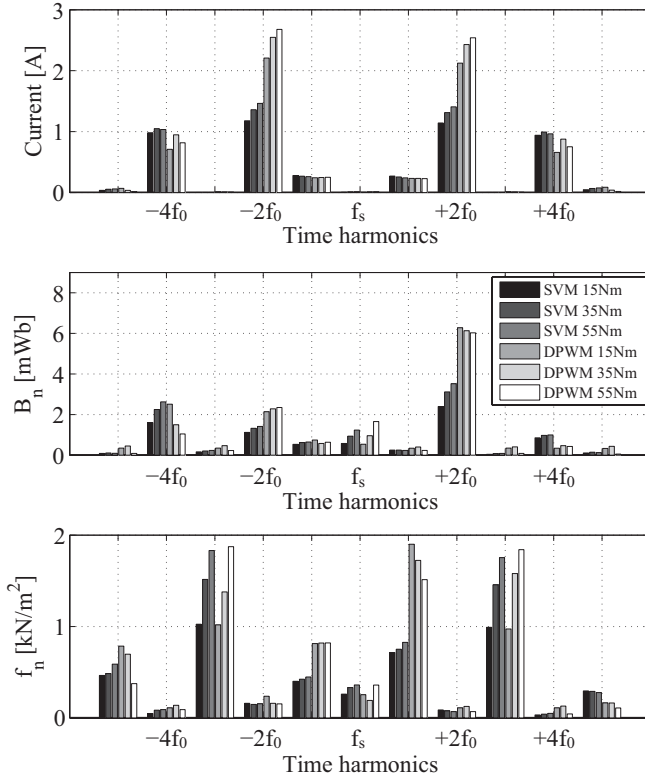 3
2
1
0
Current [A]
−4f₀ −2f₀ fₛ +2f₀ +4f₀
Time harmonics
8
6
4
2
0
Bₙ [mWb]
SVM 15Nm
SVM 35Nm
SVM 55Nm
DPWM 15Nm
DPWM 35Nm
DPWM 55Nm
−4f₀ −2f₀ fₛ +2f₀ +4f₀
Time harmonics
2
1
0
fₙ [kN/m²]
−4f₀ −2f₀ fₛ +2f₀ +4f₀
Time harmonics